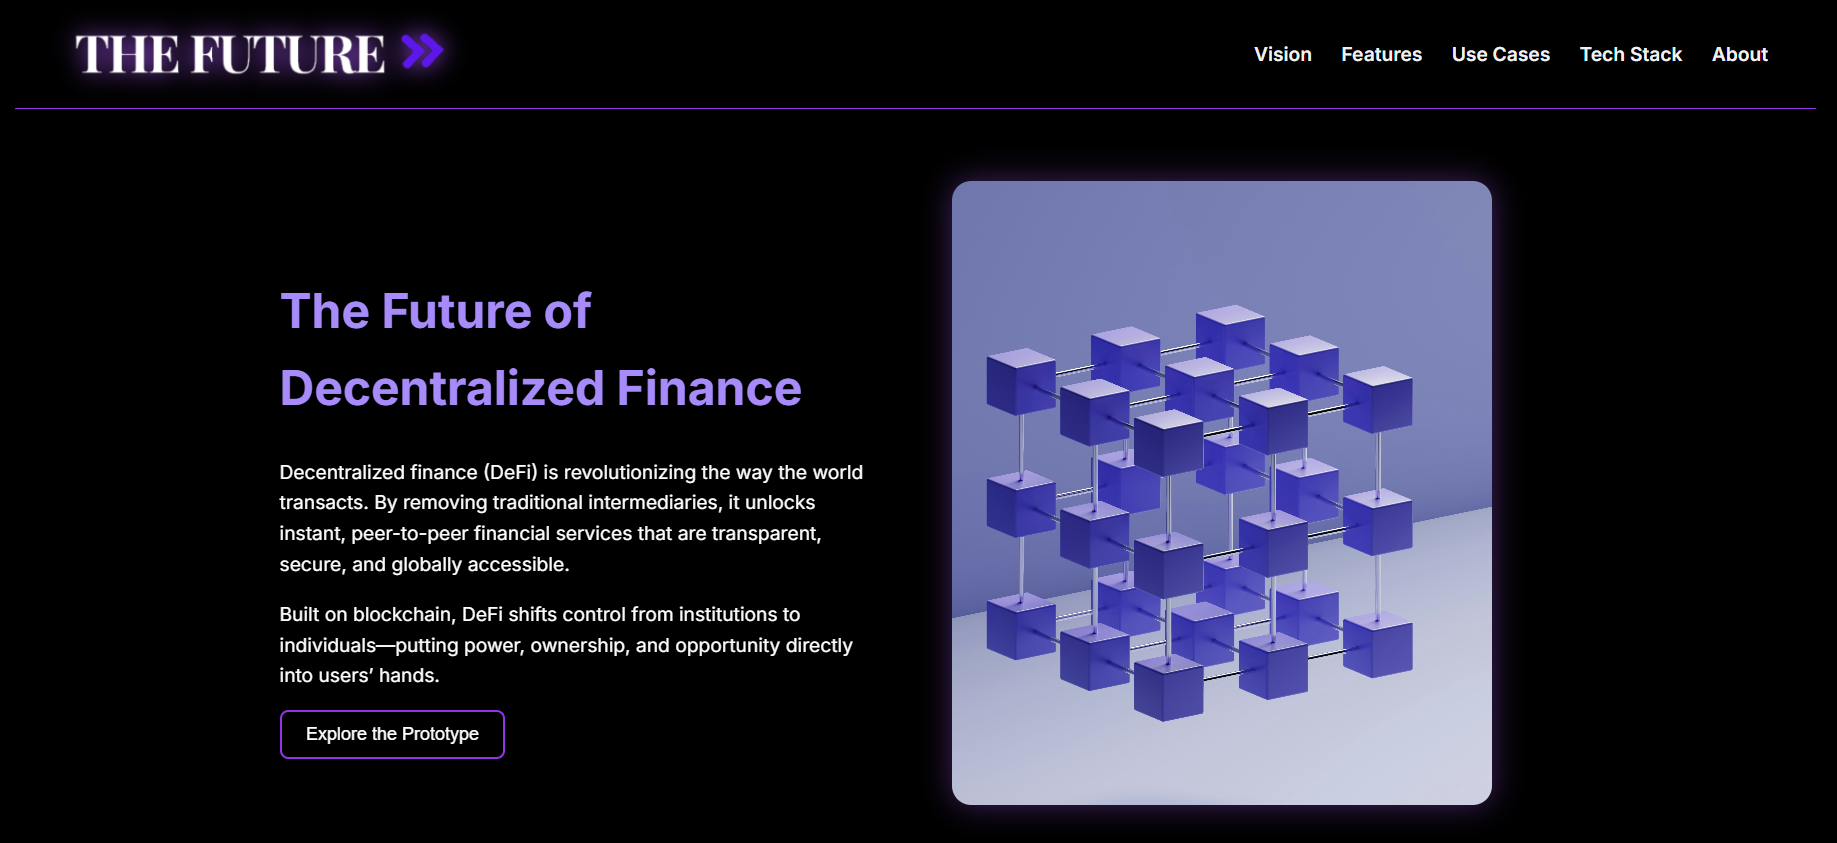 THE FUTURE
Vision Features Use Cases Tech Stack About
The Future of
Decentralized Finance
Decentralized finance (DeFi) is revolutionizing the way the world
transacts. By removing traditional intermediaries, it unlocks
instant, peer-to-peer financial services that are transparent,
secure, and globally accessible.
Built on blockchain, DeFi shifts control from institutions to
individuals—putting power, ownership, and opportunity directly
into users’ hands.
Explore the Prototype